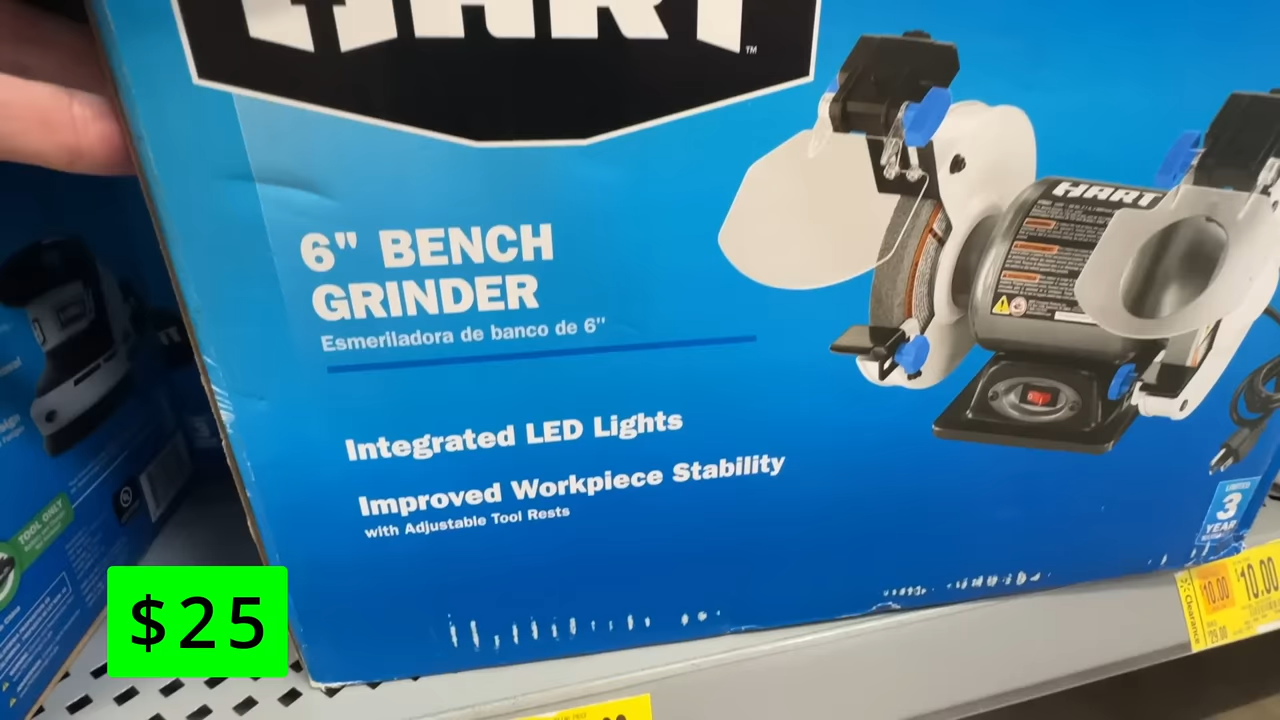 HART
TM
6" BENCH
GRINDER
Esmeriladora de banco de 6"
Integrated LED Lights
Improved Workpiece Stability
with Adjustable Tool Rests
HART
LIMITED
3
YEAR
TOOL ONLY
$25
Clearance
$10.00
$10.00